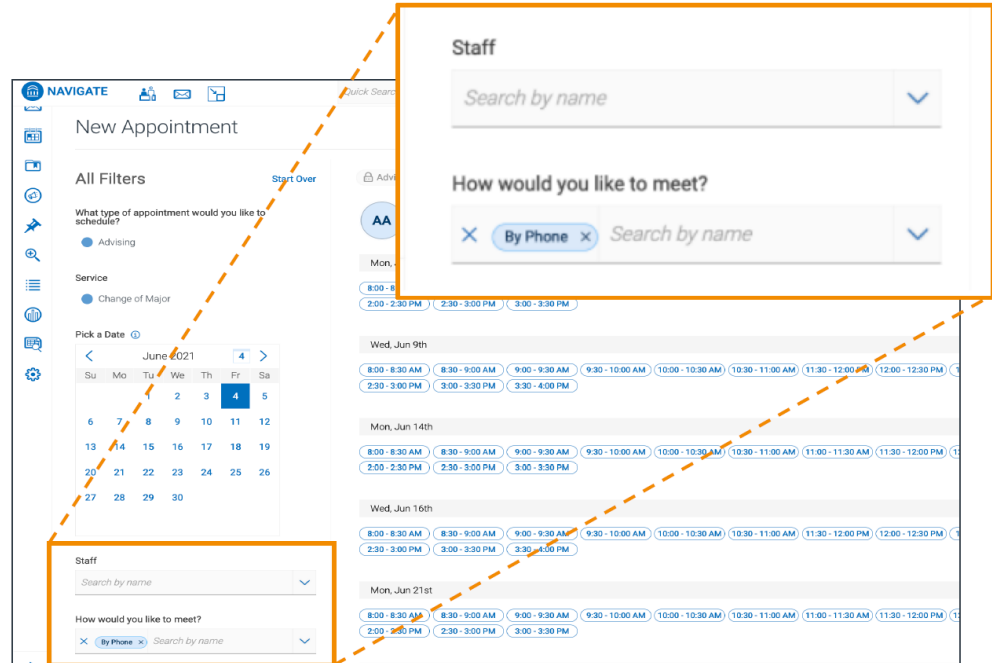 Staff
Search by name
How would you like to meet?
By Phone × Search by name
NAVIGATE
Quick Sear
New Appointment
All Filters
Start Over
What type of appointment would you like to
schedule?
Advising
Service
Change of Major
Pick a Date
June 2021 4
Su Mo Tu We Th Fr Sa
1 2 3 4 5
6 7 8 9 10 11 12
13 14 15 16 17 18 19
20 21 22 23 24 25 26
27 28 29 30
Staff
Search by name
How would you like to meet?
× By Phone × Search by name
Advi
AA
Mon,
8:00 - 8
2:00 - 2:30 PM 2:30 - 3:00 PM 3:00 - 3:30 PM
Wed, Jun 9th
8:00 - 8:30 AM 8:30 - 9:00 AM 9:00 - 9:30 AM 9:30 - 10:00 AM 10:00 - 10:30 AM 10:30 - 11:00 AM 11:30 - 12:00 PM 12:00 - 12:30 PM
2:30 - 3:00 PM 3:00 - 3:30 PM 3:30 - 4:00 PM
Mon, Jun 14th
8:00 - 8:30 AM 8:30 - 9:00 AM 9:00 - 9:30 AM 9:30 - 10:00 AM 10:00 - 10:30 AM 10:30 - 11:00 AM 11:00 - 11:30 AM 11:30 - 12:00 PM
2:00 - 2:30 PM 2:30 - 3:00 PM 3:00 - 3:30 PM
Wed, Jun 16th
8:00 - 8:30 AM 8:30 - 9:00 AM 9:00 - 9:30 AM 9:30 - 10:00 AM 10:00 - 10:30 AM 10:30 - 11:00 AM 11:30 - 12:00 PM 12:00 - 12:30 PM
2:30 - 3:00 PM 3:00 - 3:30 PM 3:30 - 4:00 PM
Mon, Jun 21st
8:00 - 8:30 AM 8:30 - 9:00 AM 9:00 - 9:30 AM 9:30 - 10:00 AM 10:00 - 10:30 AM 10:30 - 11:00 AM 11:00 - 11:30 AM 11:30 - 12:00 PM
2:00 - 2:30 PM 2:30 - 3:00 PM 3:00 - 3:30 PM